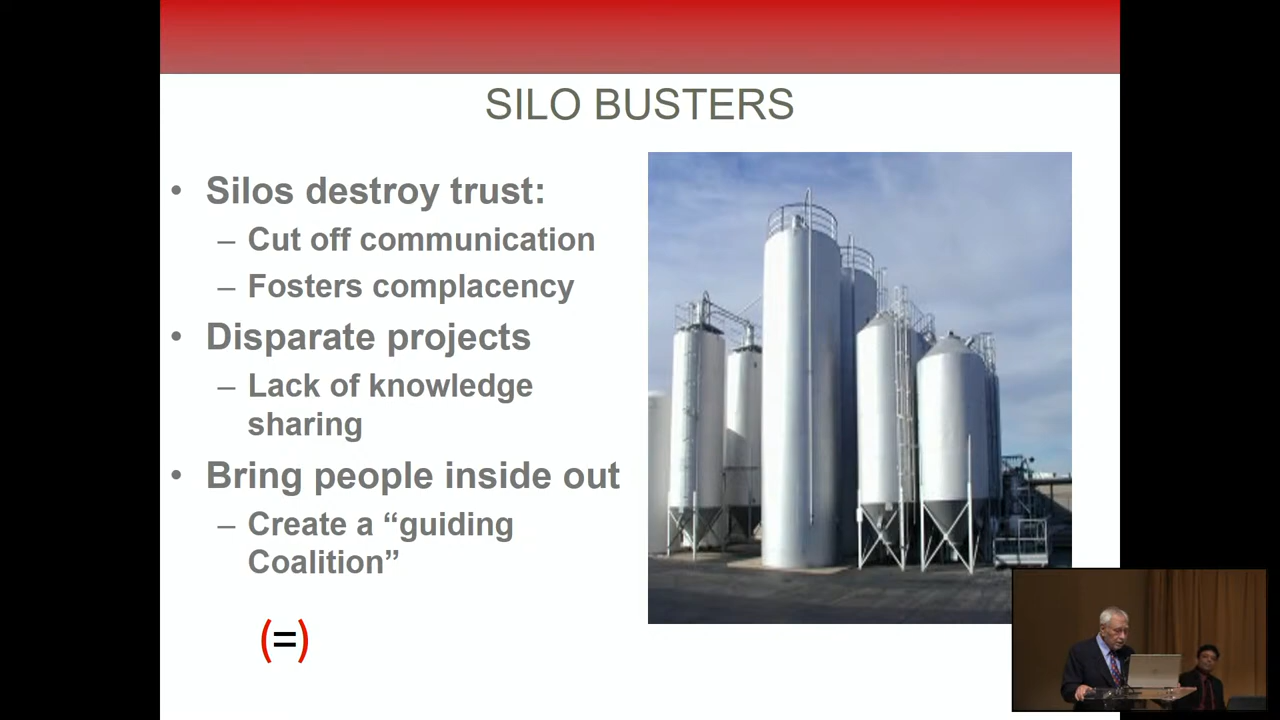 SILO BUSTERS
• Silos destroy trust:
– Cut off communication
– Fosters complacency
• Disparate projects
– Lack of knowledge
sharing
• Bring people inside out
– Create a “guiding
Coalition”
(=)